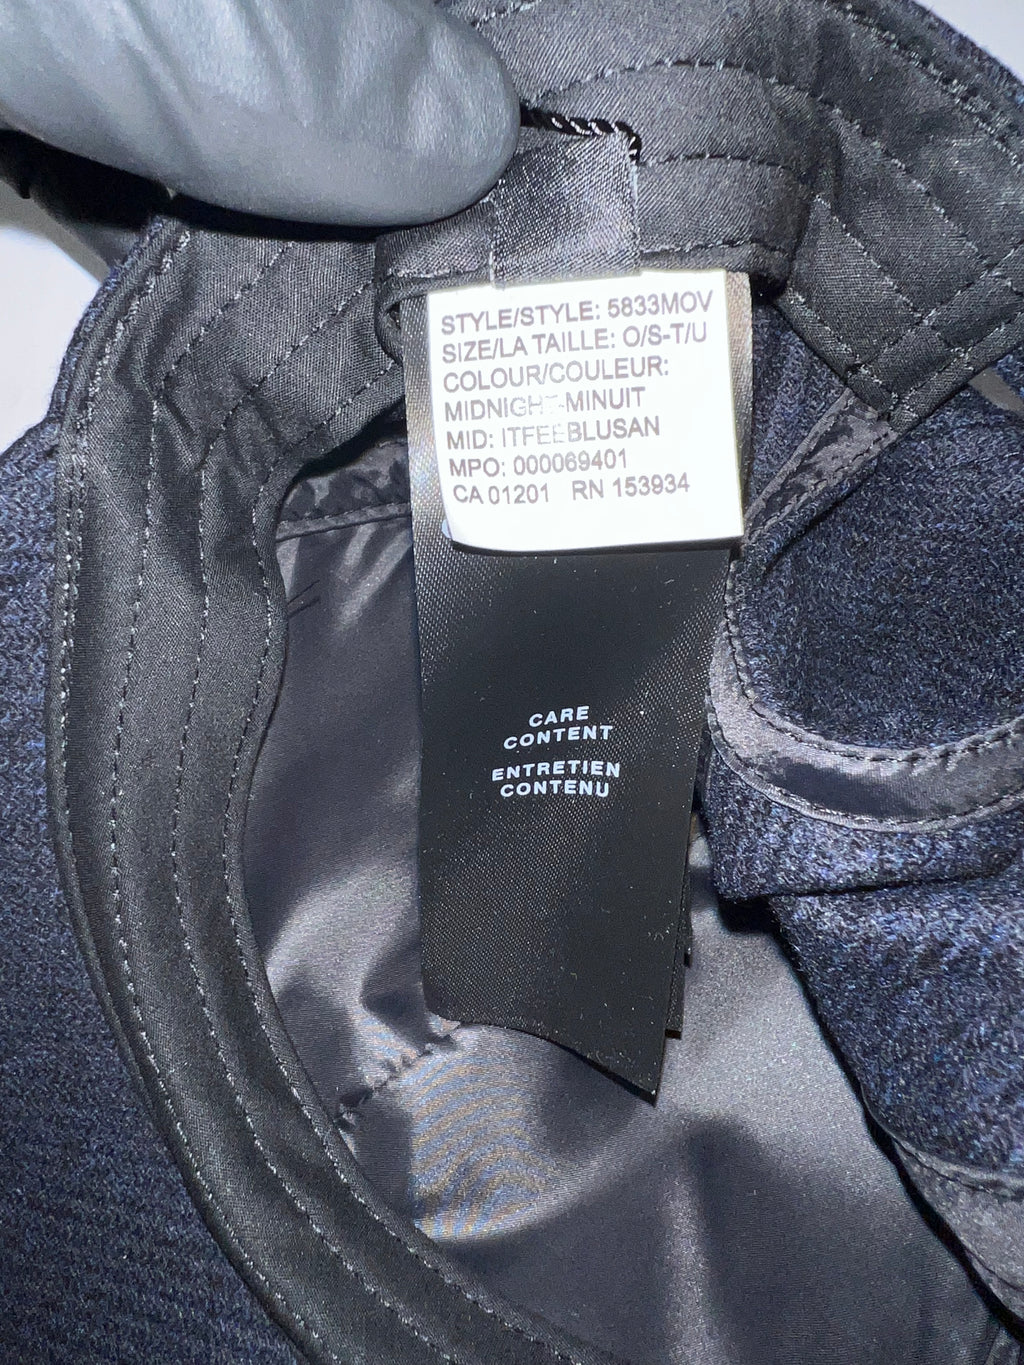 STYLE/STYLE: 5833MOV
SIZE/LA TAILLE: O/S-T/U
COLOUR/COULEUR:
MIDNIGHT-MINUIT
MID: ITFEEBLUSAN
MPO: 000069401
CA 01201 RN 153934
CARE
CONTENT
ENTRETIEN
CONTENU